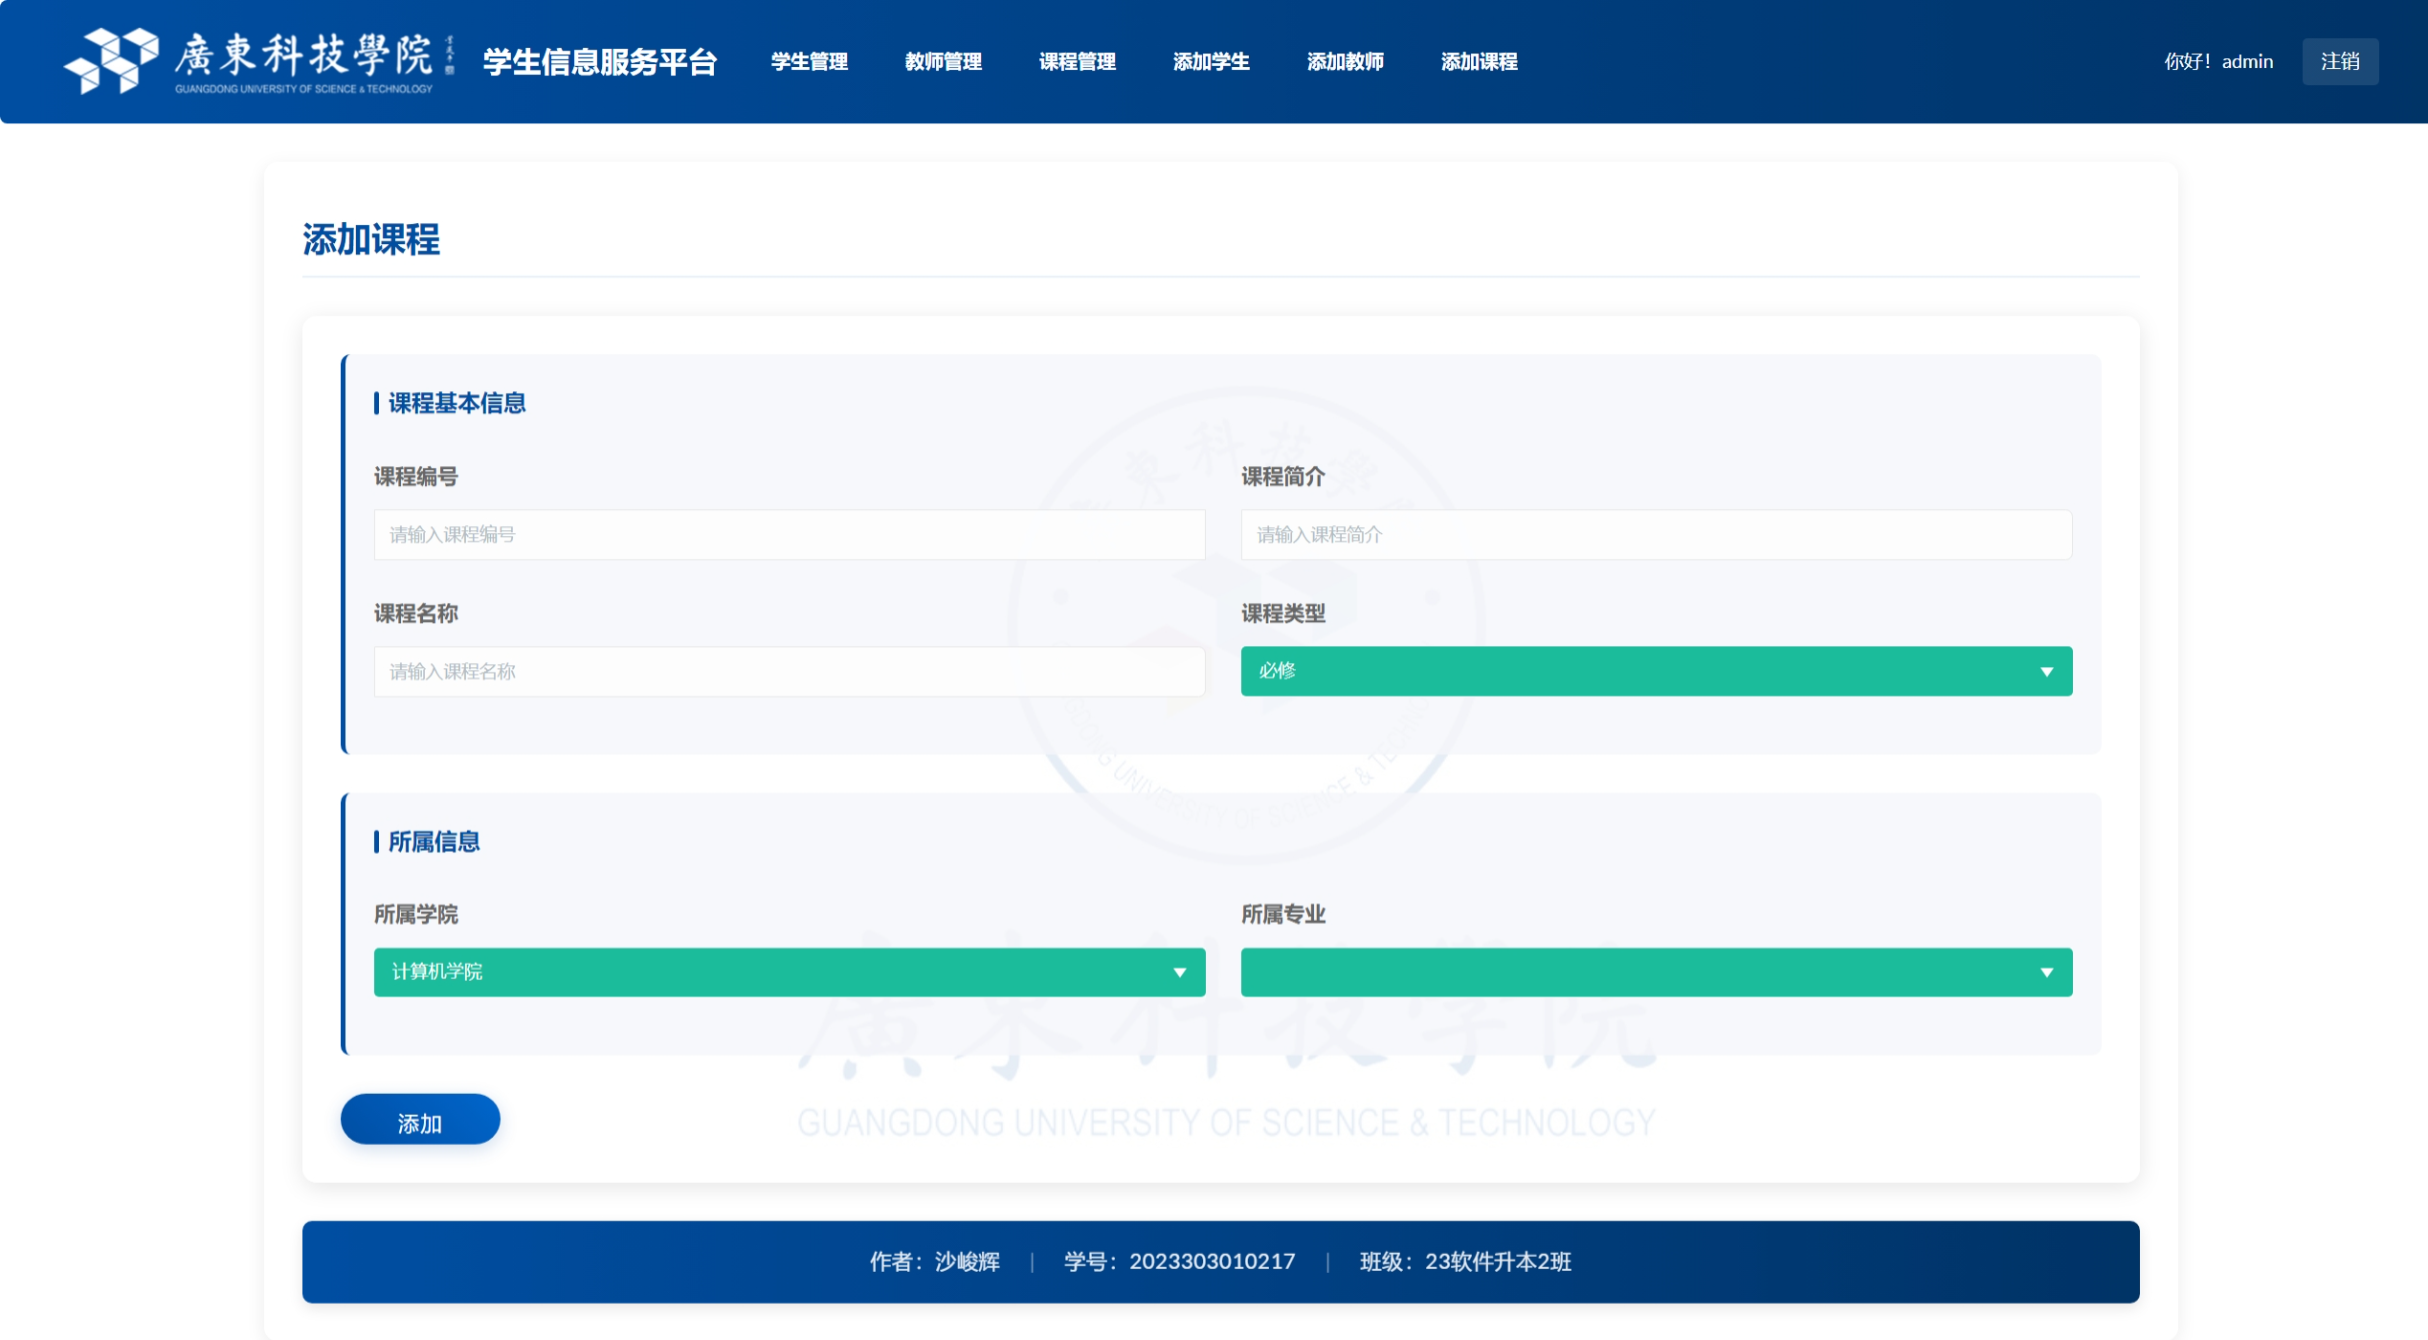 廣東科技學院
GUANGDONG UNIVERSITY OF SCIENCE & TECHNOLOGY
学生信息服务平台 学生管理 教师管理 课程管理 添加学生 添加教师 添加课程 你好！admin 注销
添加课程
课程基本信息
课程编号 课程简介
请输入课程编号 请输入课程简介
课程名称 课程类型
请输入课程名称 必修
所属信息
所属学院 所属专业
计算机学院
廣東科技學院
GUANGDONG UNIVERSITY OF SCIENCE & TECHNOLOGY
添加
作者：沙峻辉 | 学号：2023303010217 | 班级：23软件升本2班